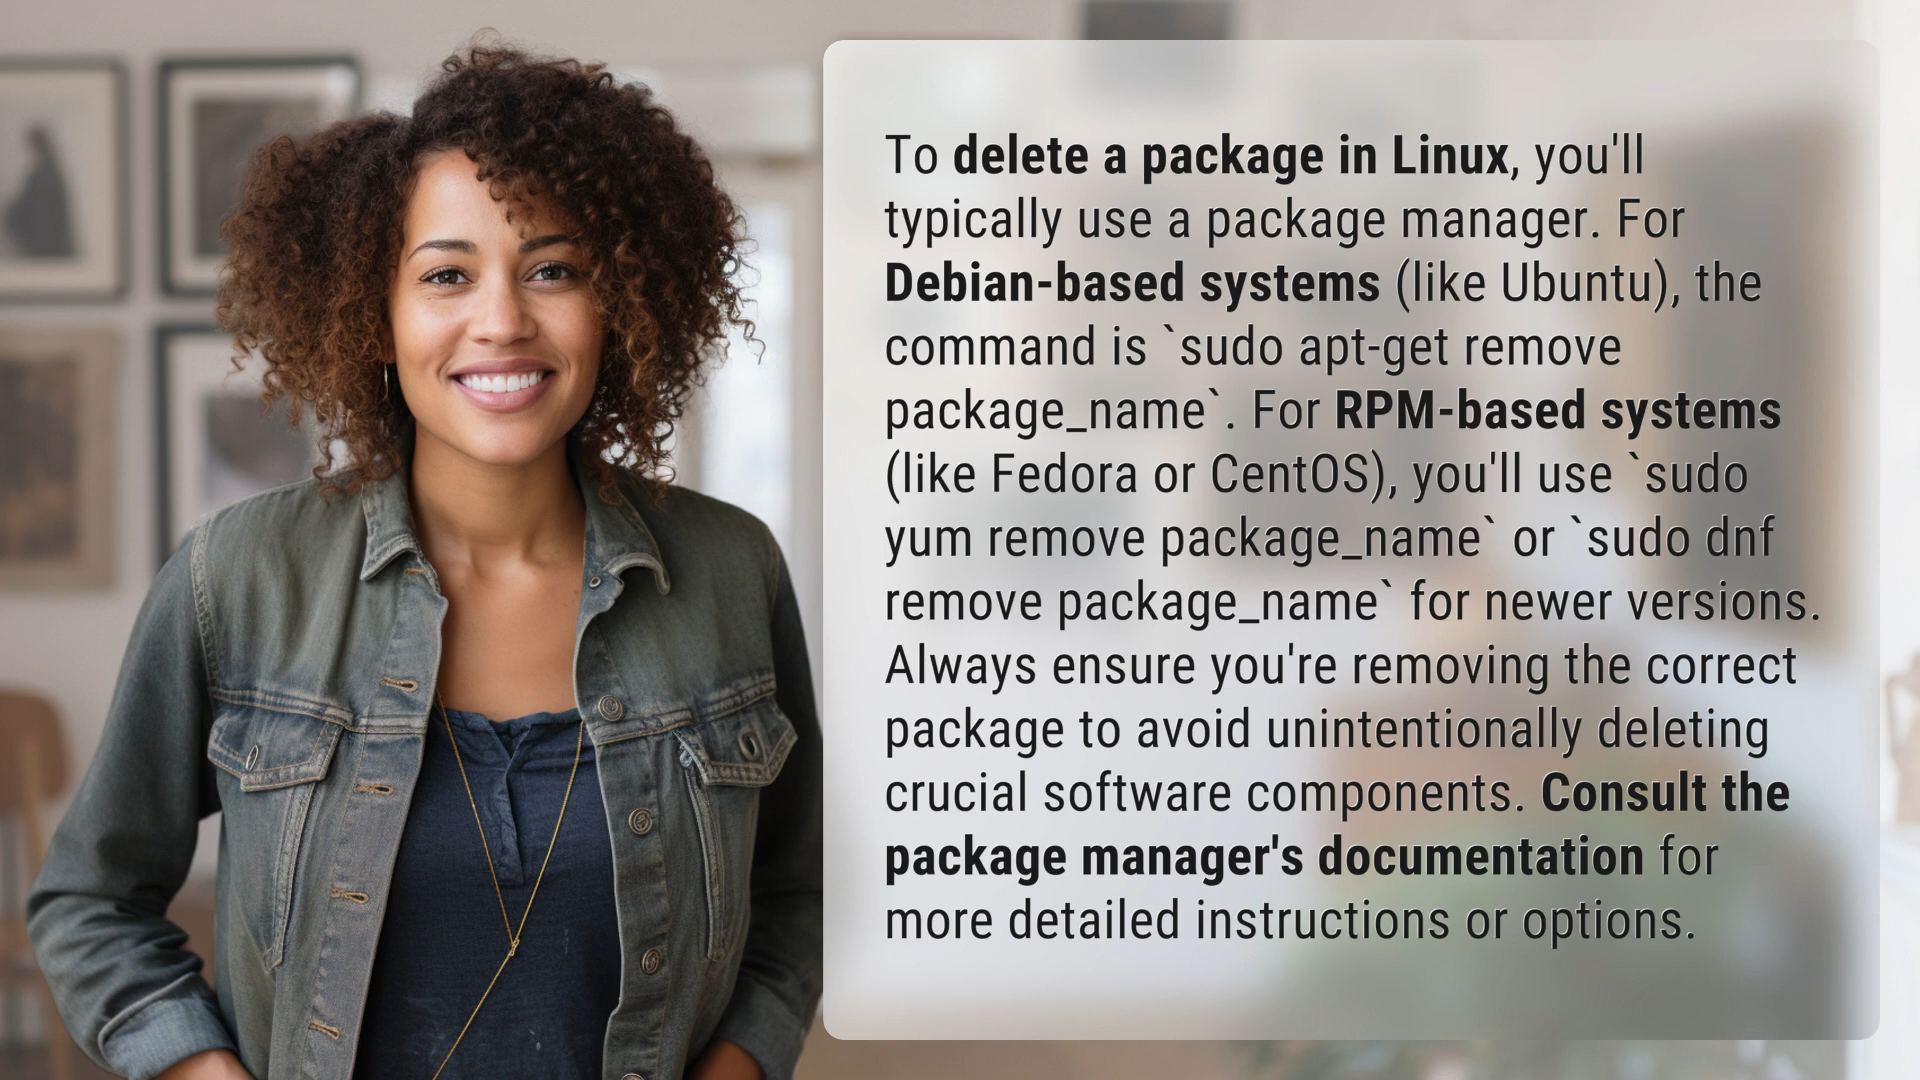 To delete a package in Linux, you'll
typically use a package manager. For
Debian-based systems (like Ubuntu), the
command is `sudo apt-get remove
package_name`. For RPM-based systems
(like Fedora or CentOS), you'll use `sudo
yum remove package_name` or `sudo dnf
remove package_name` for newer versions.
Always ensure you're removing the correct
package to avoid unintentionally deleting
crucial software components. Consult the
package manager's documentation for
more detailed instructions or options.